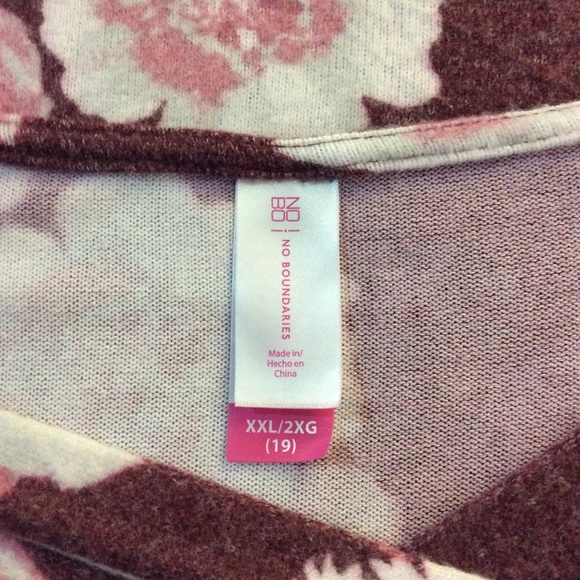 NO
BO
NO BOUNDARIES
Made in/
Hecho en
China
XXL/2XG
(19)